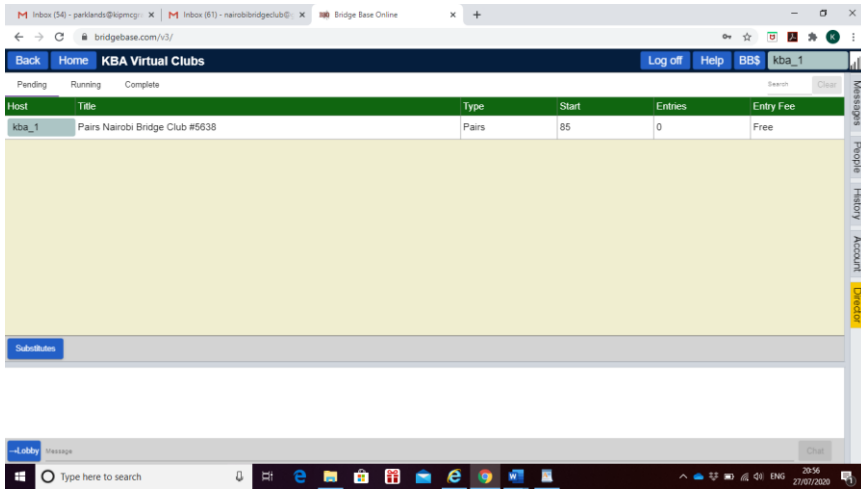 Inbox (54) - parklands@kipmcgr
Inbox (61) - nairobibridgeclub@g
Bridge Base Online
bridgebase.com/v3/
Back Home KBA Virtual Clubs Log off Help BB$ kba_1
Pending Running Complete Search Clear
Host Title Type Start Entries Entry Fee
kba_1 Pairs Nairobi Bridge Club #5638 Pairs 85 0 Free
Messages
People
History
Account
Director
Substitutes
→Lobby Message Chat
Type here to search
ENG
20:56
27/07/2020